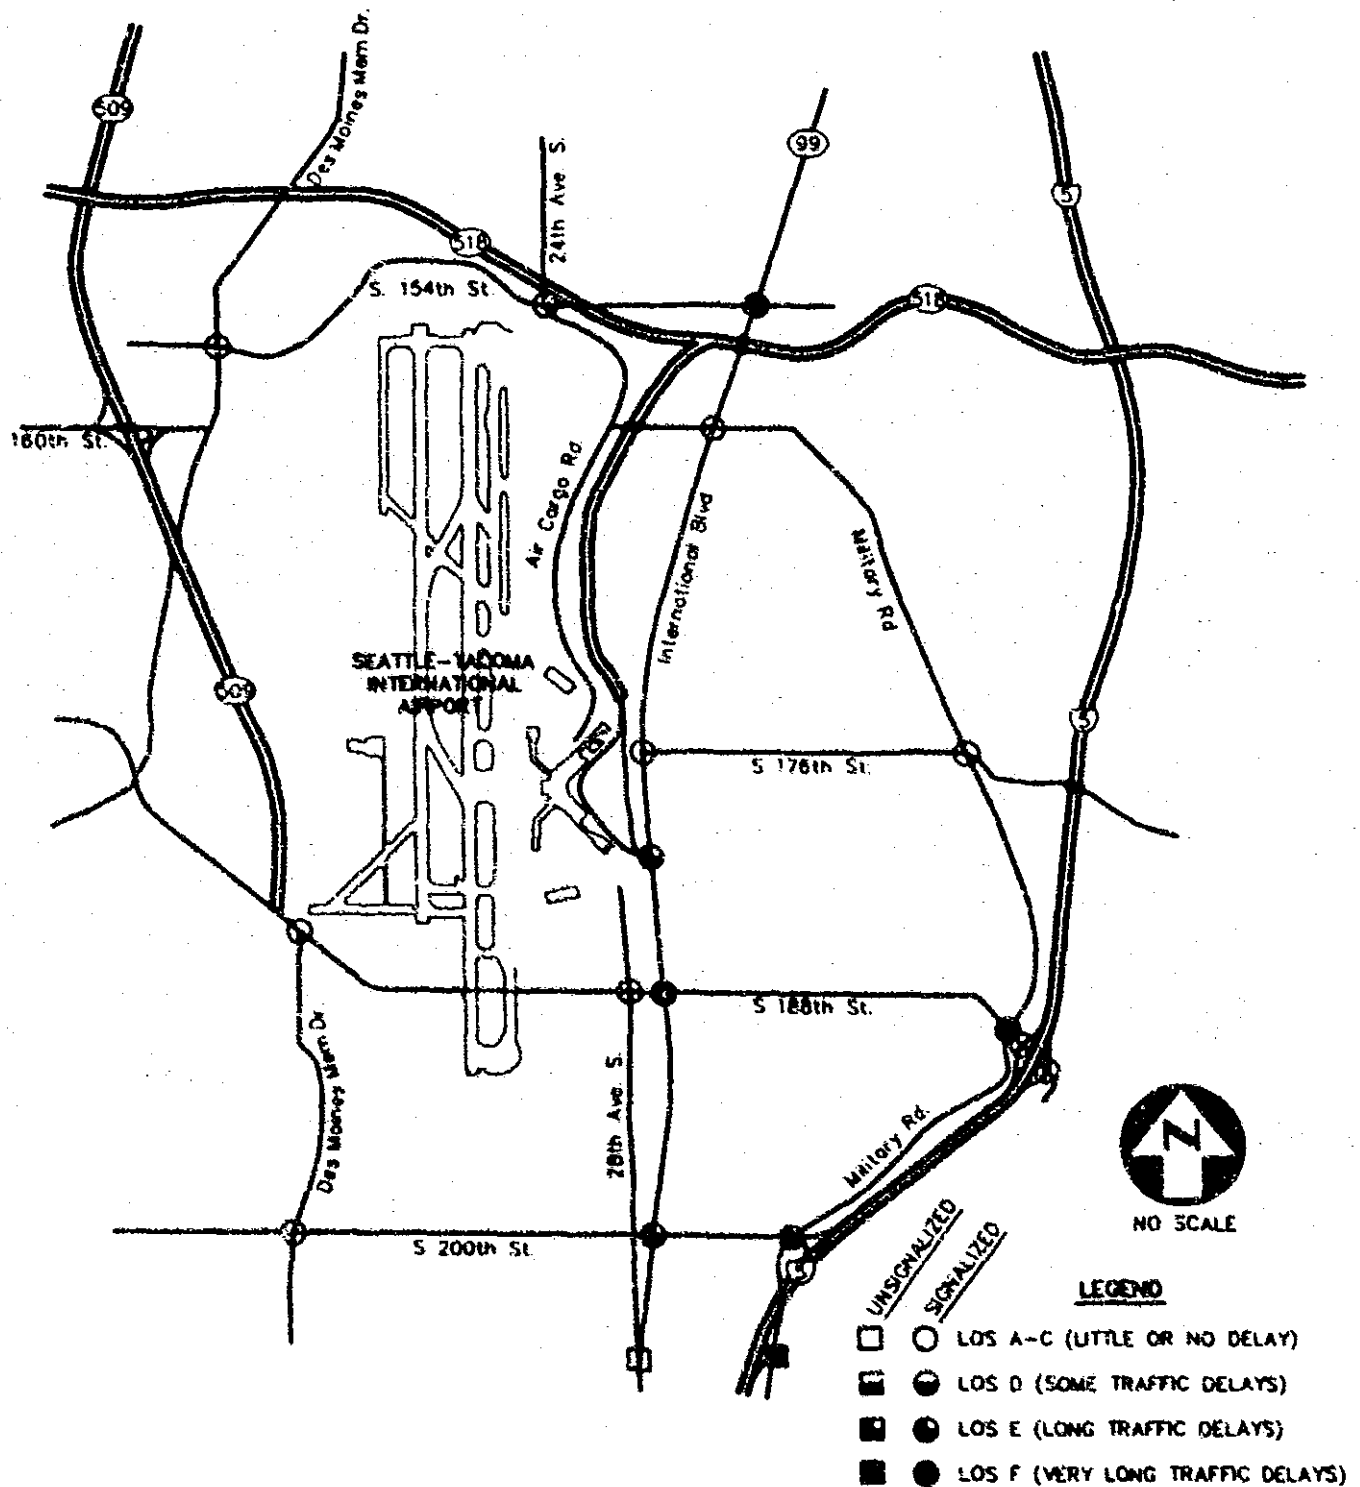 Des Moines Mem Dr.
509
99
24th Ave. S.
5
518
S. 154th St.
518
160th St.
Air Cargo Rd.
International Blvd
Military Rd
SEATTLE-TACOMA
INTERNATIONAL
AIRPORT
509
5
S 176th St.
S 188th St.
Des Moines Mem Dr.
28th Ave. S.
Military Rd.
N
NO SCALE
S 200th St.
5
UNSIGNALIZED
SIGNALIZED
LEGEND
LOS A-C (LITTLE OR NO DELAY)
LOS D (SOME TRAFFIC DELAYS)
LOS E (LONG TRAFFIC DELAYS)
LOS F (VERY LONG TRAFFIC DELAYS)